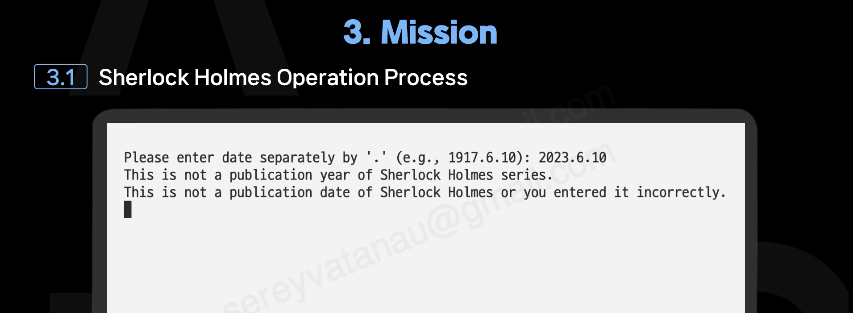 3. Mission
3.1 Sherlock Holmes Operation Process
Please enter date separately by '.' (e.g., 1917.6.10): 2023.6.10
This is not a publication year of Sherlock Holmes series.
This is not a publication date of Sherlock Holmes or you entered it incorrectly.
sereyvatanau@gmail.com